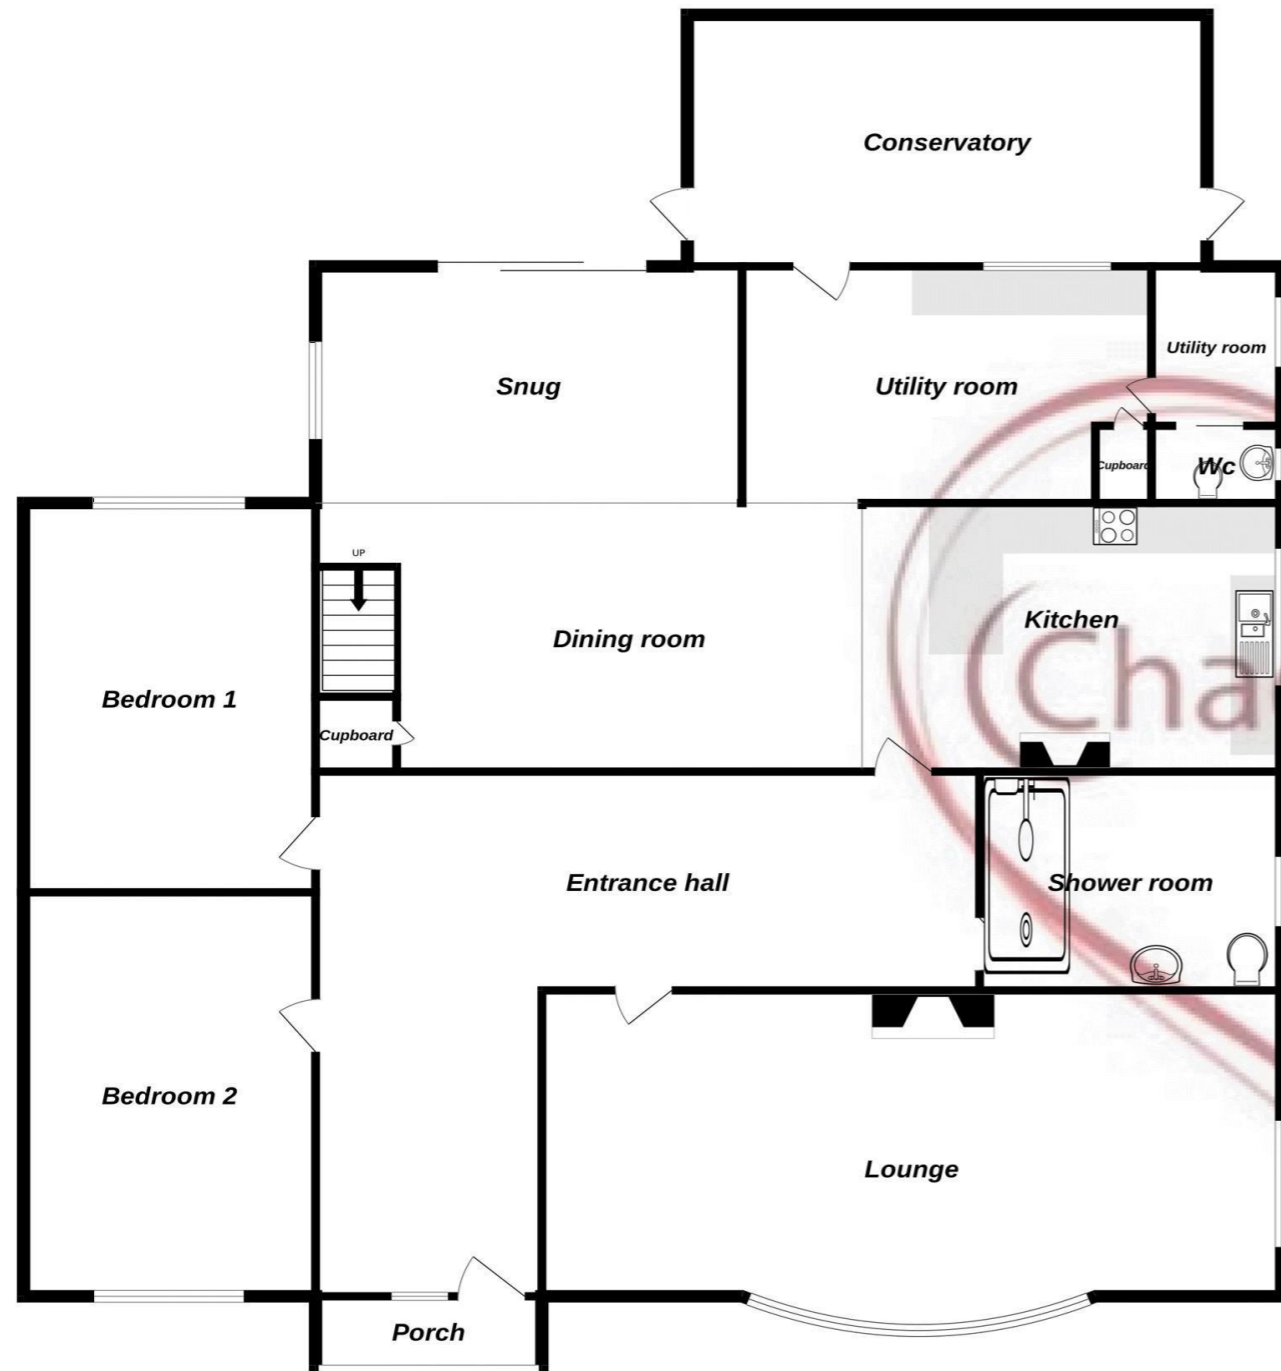 Conservatory
Utility room
Snug
Utility room
Cupboard
Wc
UP
Kitchen
Dining room
Cha
Bedroom 1
Cupboard
Entrance hall
Shower room
Bedroom 2
Lounge
Porch